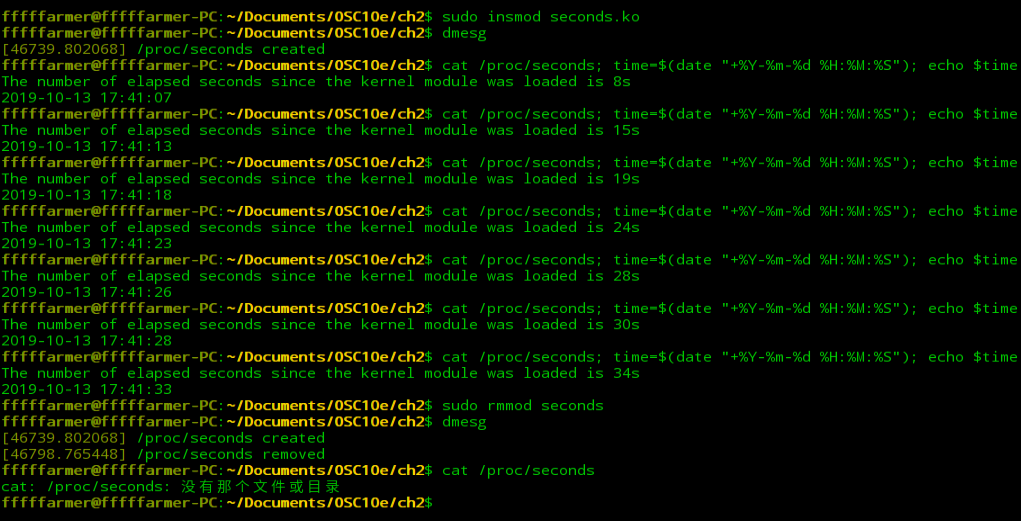 fffffarmer@fffffarmer-PC:~/Documents/OSC10e/ch2$ sudo insmod seconds.ko
fffffarmer@fffffarmer-PC:~/Documents/OSC10e/ch2$ dmesg
[46739.802068] /proc/seconds created
fffffarmer@fffffarmer-PC:~/Documents/OSC10e/ch2$ cat /proc/seconds; time=$(date "+%Y-%m-%d %H:%M:%S"); echo $time
The number of elapsed seconds since the kernel module was loaded is 8s
2019-10-13 17:41:07
fffffarmer@fffffarmer-PC:~/Documents/OSC10e/ch2$ cat /proc/seconds; time=$(date "+%Y-%m-%d %H:%M:%S"); echo $time
The number of elapsed seconds since the kernel module was loaded is 15s
2019-10-13 17:41:13
fffffarmer@fffffarmer-PC:~/Documents/OSC10e/ch2$ cat /proc/seconds; time=$(date "+%Y-%m-%d %H:%M:%S"); echo $time
The number of elapsed seconds since the kernel module was loaded is 19s
2019-10-13 17:41:18
fffffarmer@fffffarmer-PC:~/Documents/OSC10e/ch2$ cat /proc/seconds; time=$(date "+%Y-%m-%d %H:%M:%S"); echo $time
The number of elapsed seconds since the kernel module was loaded is 24s
2019-10-13 17:41:23
fffffarmer@fffffarmer-PC:~/Documents/OSC10e/ch2$ cat /proc/seconds; time=$(date "+%Y-%m-%d %H:%M:%S"); echo $time
The number of elapsed seconds since the kernel module was loaded is 28s
2019-10-13 17:41:26
fffffarmer@fffffarmer-PC:~/Documents/OSC10e/ch2$ cat /proc/seconds; time=$(date "+%Y-%m-%d %H:%M:%S"); echo $time
The number of elapsed seconds since the kernel module was loaded is 30s
2019-10-13 17:41:28
fffffarmer@fffffarmer-PC:~/Documents/OSC10e/ch2$ cat /proc/seconds; time=$(date "+%Y-%m-%d %H:%M:%S"); echo $time
The number of elapsed seconds since the kernel module was loaded is 34s
2019-10-13 17:41:33
fffffarmer@fffffarmer-PC:~/Documents/OSC10e/ch2$ sudo rmmod seconds
fffffarmer@fffffarmer-PC:~/Documents/OSC10e/ch2$ dmesg
[46739.802068] /proc/seconds created
[46798.765448] /proc/seconds removed
fffffarmer@fffffarmer-PC:~/Documents/OSC10e/ch2$ cat /proc/seconds
cat: /proc/seconds: 没有那个文件或目录
fffffarmer@fffffarmer-PC:~/Documents/OSC10e/ch2$